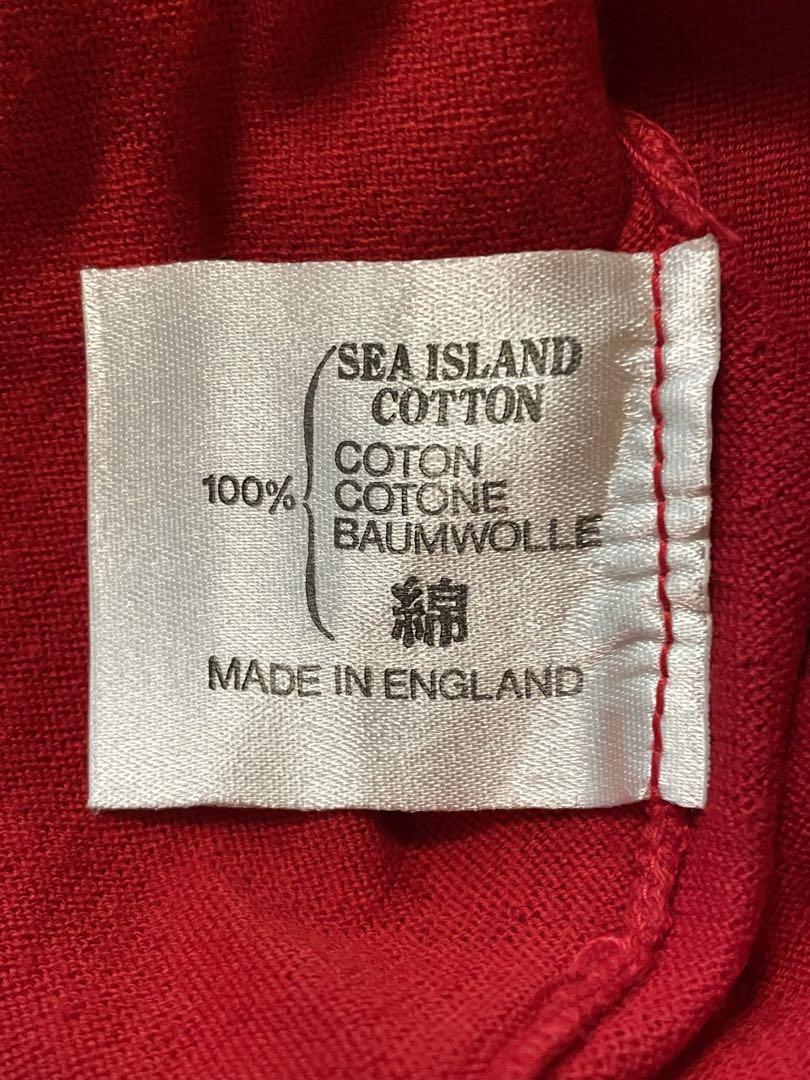 SEA ISLAND
COTTON
COTON
100% COTONE
BAUMWOLLE
綿
MADE IN ENGLAND